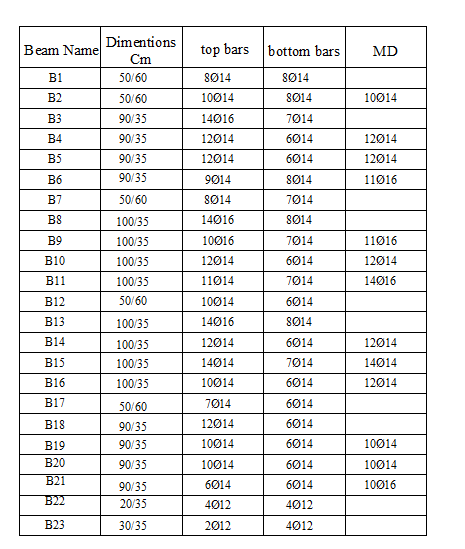 Beam Name Dimentions Cm top bars bottom bars MD
B1 50/60 8Ø14 8Ø14
B2 50/60 10Ø14 8Ø14 10Ø14
B3 90/35 14Ø16 7Ø14
B4 90/35 12Ø14 6Ø14 12Ø14
B5 90/35 12Ø14 6Ø14 12Ø14
B6 90/35 9Ø14 8Ø14 11Ø16
B7 50/60 8Ø14 7Ø14
B8 100/35 14Ø16 8Ø14
B9 100/35 10Ø16 7Ø14 11Ø16
B10 100/35 12Ø14 6Ø14 12Ø14
B11 100/35 11Ø14 7Ø14 14Ø16
B12 50/60 10Ø14 6Ø14
B13 100/35 14Ø16 8Ø14
B14 100/35 12Ø14 6Ø14 12Ø14
B15 100/35 14Ø14 7Ø14 14Ø14
B16 100/35 10Ø14 6Ø14 12Ø14
B17 50/60 7Ø14 6Ø14
B18 90/35 12Ø14 6Ø14
B19 90/35 10Ø14 6Ø14 10Ø14
B20 90/35 10Ø14 6Ø14 10Ø14
B21 90/35 6Ø14 6Ø14 10Ø16
B22 20/35 4Ø12 4Ø12
B23 30/35 2Ø12 4Ø12